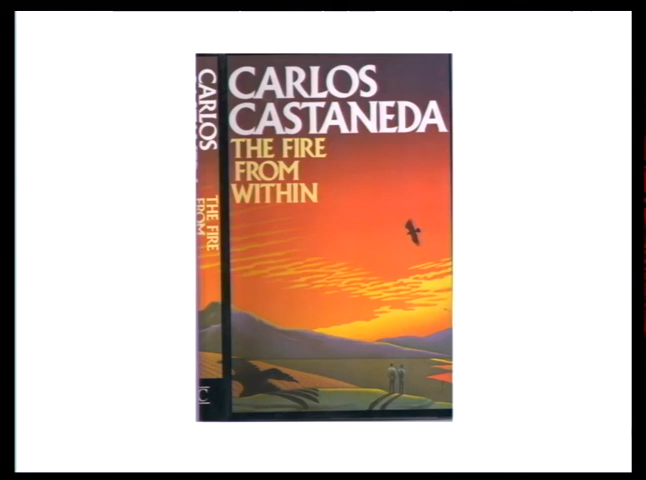 CARLOS
CASTANEDA
THE FIRE
FROM
WITHIN
CARLOS
THE FIRE
FROM